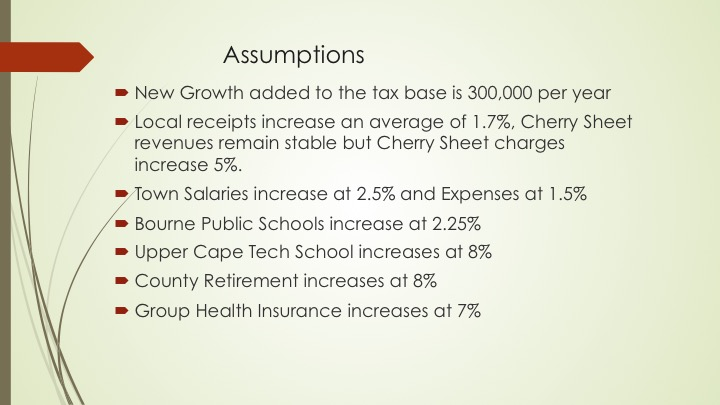 Assumptions
New Growth added to the tax base is 300,000 per year
Local receipts increase an average of 1.7%, Cherry Sheet
revenues remain stable but Cherry Sheet charges
increase 5%.
Town Salaries increase at 2.5% and Expenses at 1.5%
Bourne Public Schools increase at 2.25%
Upper Cape Tech School increases at 8%
County Retirement increases at 8%
Group Health Insurance increases at 7%